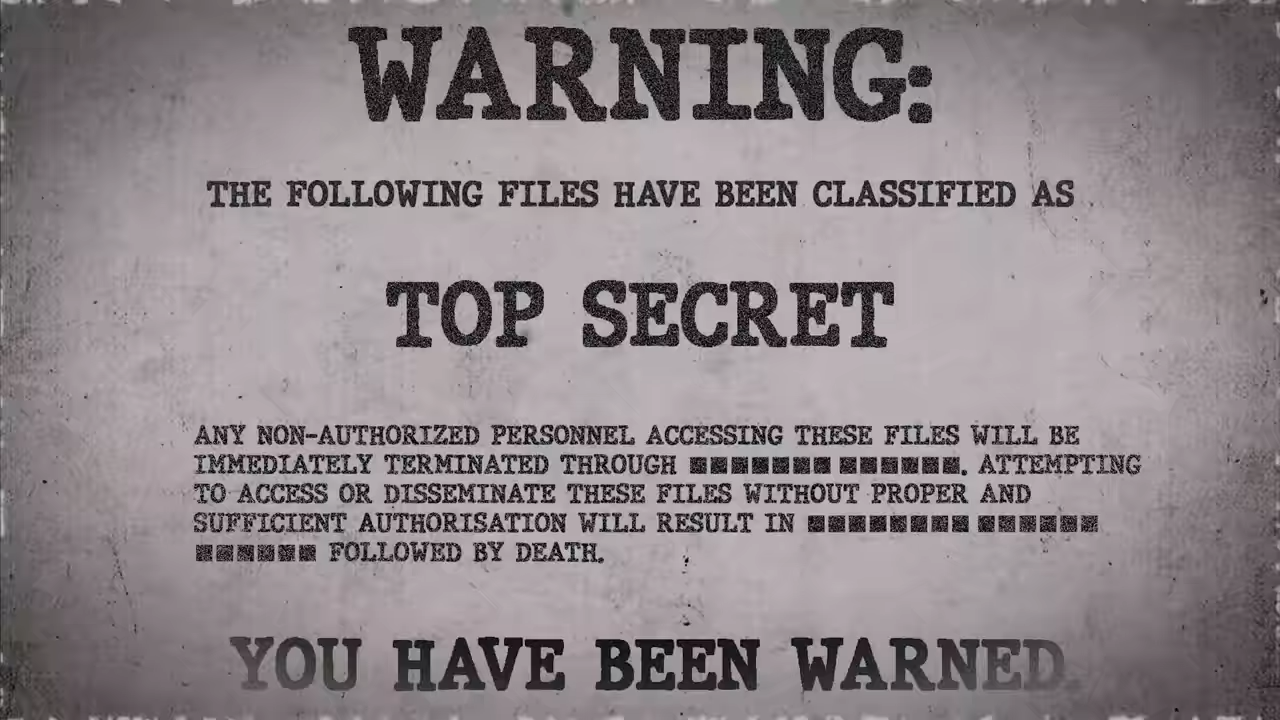 WARNING:
THE FOLLOWING FILES HAVE BEEN CLASSIFIED AS
TOP SECRET
ANY NON-AUTHORIZED PERSONNEL ACCESSING THESE FILES WILL BE
IMMEDIATELY TERMINATED THROUGH ■■■■■■■ ■■■■■■. ATTEMPTING
TO ACCESS OR DISSEMINATE THESE FILES WITHOUT PROPER AND
SUFFICIENT AUTHORISATION WILL RESULT IN ■■■■■■■■ ■■■■■■
■■■■■■ FOLLOWED BY DEATH.
YOU HAVE BEEN WARNED.